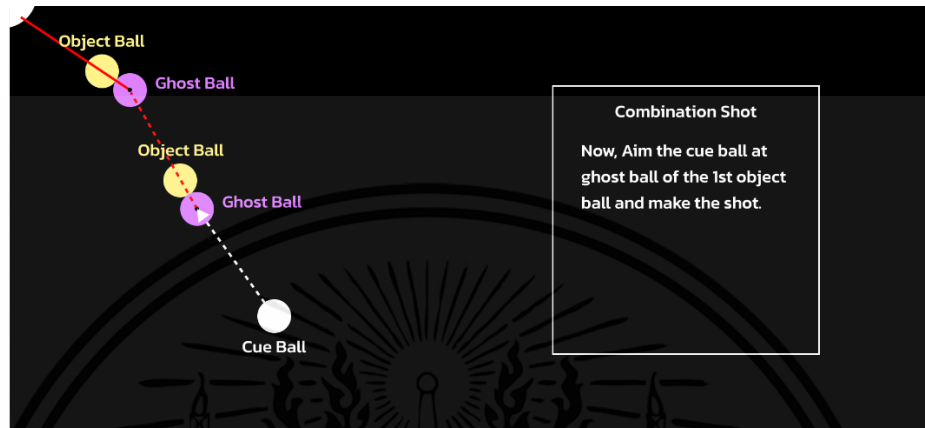 Object Ball
Ghost Ball
Object Ball
Ghost Ball
Cue Ball
Combination Shot
Now, Aim the cue ball at
ghost ball of the 1st object
ball and make the shot.